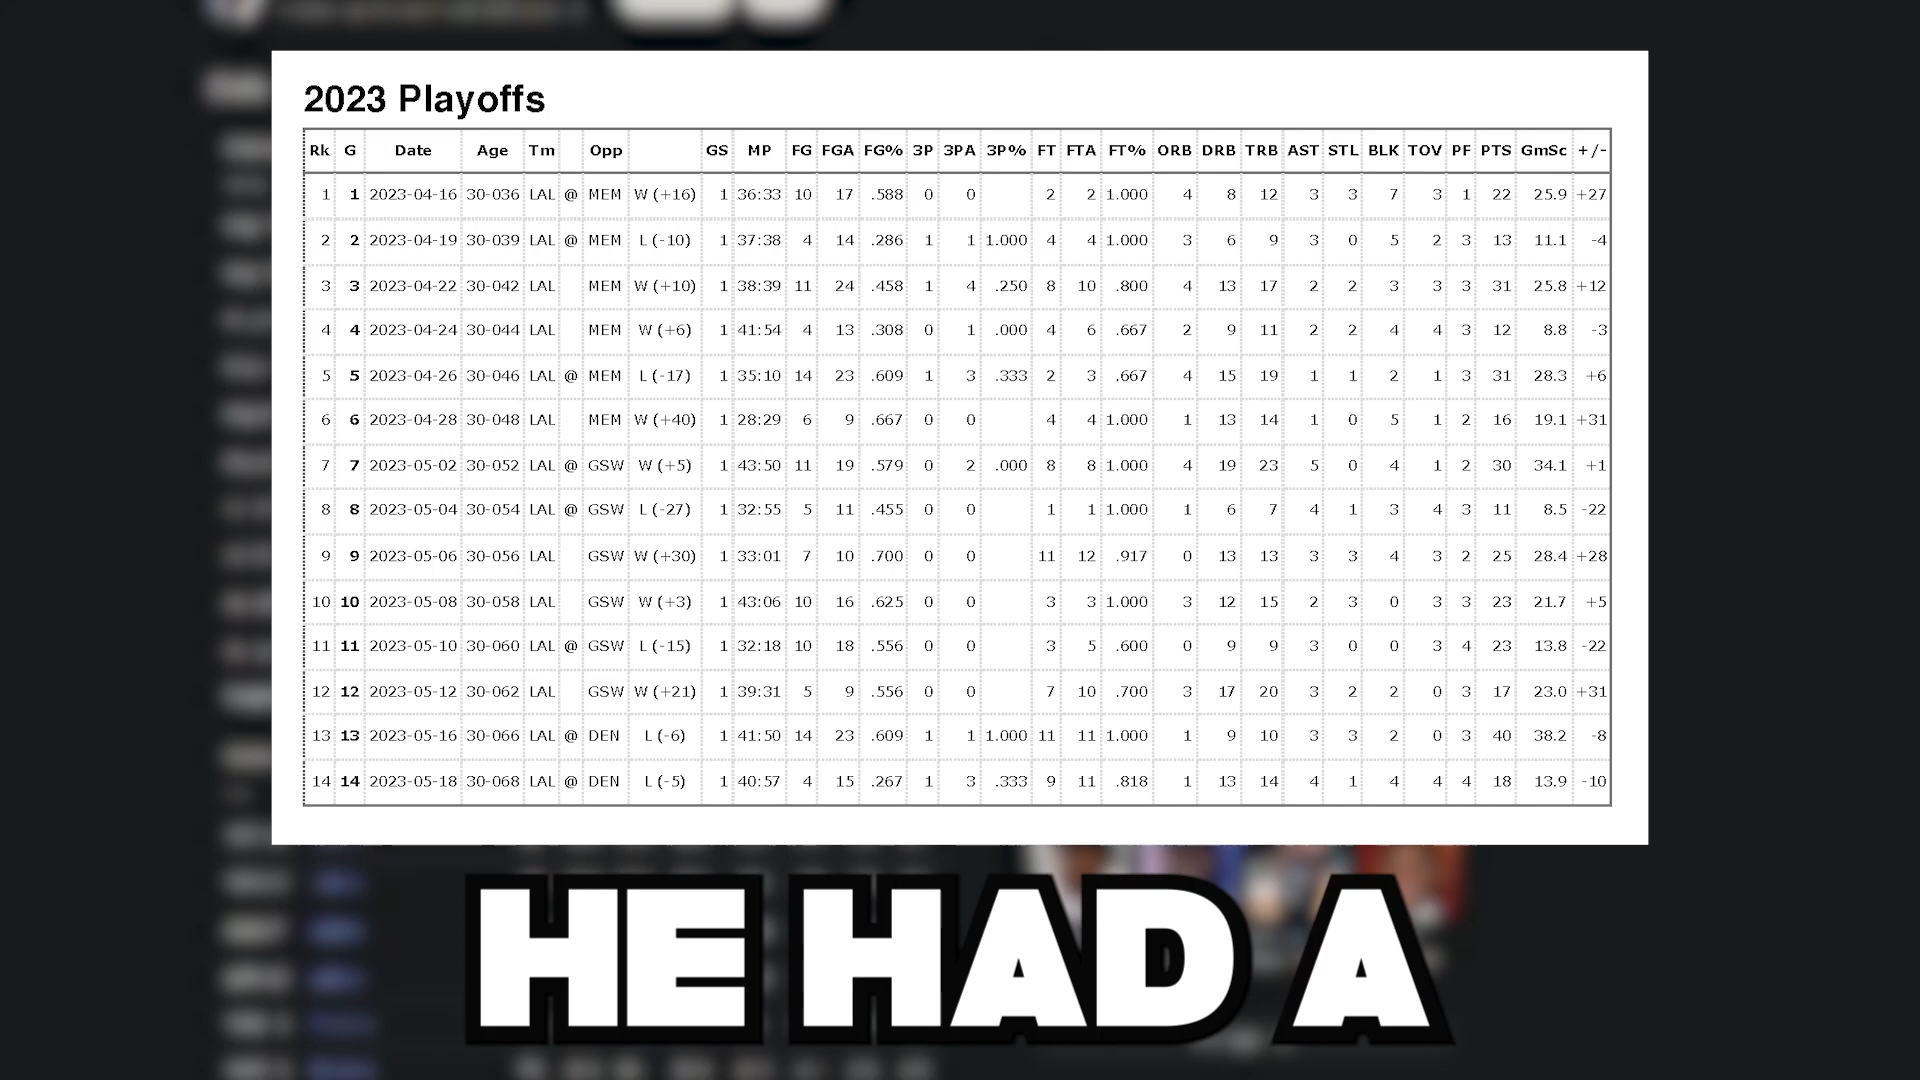 2023 Playoffs
Rk G Date Age Tm Opp GS MP FG FGA FG% 3P 3PA 3P% FT FTA FT% ORB DRB TRB AST STL BLK TOV PF PTS GmSc +/-
1 1 2023-04-16 30-036 LAL @ MEM W (+16) 1 36:33 10 17 .588 0 0 2 2 1.000 4 8 12 3 3 7 3 1 22 25.9 +27
2 2 2023-04-19 30-039 LAL @ MEM L (-10) 1 37:38 4 14 .286 1 1 1.000 4 4 1.000 3 6 9 3 0 5 2 3 13 11.1 -4
3 3 2023-04-22 30-042 LAL MEM W (+10) 1 38:39 11 24 .458 1 4 .250 8 10 .800 4 13 17 2 2 3 3 3 31 25.8 +12
4 4 2023-04-24 30-044 LAL MEM W (+6) 1 41:54 4 13 .308 0 1 .000 4 6 .667 2 9 11 2 2 4 4 3 12 8.8 -3
5 5 2023-04-26 30-046 LAL @ MEM L (-17) 1 35:10 14 23 .609 1 3 .333 2 3 .667 4 15 19 1 1 2 1 3 31 28.3 +6
6 6 2023-04-28 30-048 LAL MEM W (+40) 1 28:29 6 9 .667 0 0 4 4 1.000 1 13 14 1 0 5 1 2 16 19.1 +31
7 7 2023-05-02 30-052 LAL @ GSW W (+5) 1 43:50 11 19 .579 0 2 .000 8 8 1.000 4 19 23 5 0 4 1 2 30 34.1 +1
8 8 2023-05-04 30-054 LAL @ GSW L (-27) 1 32:55 5 11 .455 0 0 1 1 1.000 1 6 7 4 1 3 4 3 11 8.5 -22
9 9 2023-05-06 30-056 LAL GSW W (+30) 1 33:01 7 10 .700 0 0 11 12 .917 0 13 13 3 3 4 3 2 25 28.4 +28
10 10 2023-05-08 30-058 LAL GSW W (+3) 1 43:06 10 16 .625 0 0 3 3 1.000 3 12 15 2 3 0 3 3 23 21.7 +5
11 11 2023-05-10 30-060 LAL @ GSW L (-15) 1 32:18 10 18 .556 0 0 3 5 .600 0 9 9 3 0 0 3 4 23 13.8 -22
12 12 2023-05-12 30-062 LAL GSW W (+21) 1 39:31 5 9 .556 0 0 7 10 .700 3 17 20 3 2 2 0 3 17 23.0 +31
13 13 2023-05-16 30-066 LAL @ DEN L (-6) 1 41:50 14 23 .609 1 1 1.000 11 11 1.000 1 9 10 3 3 2 0 3 40 38.2 -8
14 14 2023-05-18 30-068 LAL @ DEN L (-5) 1 40:57 4 15 .267 1 3 .333 9 11 .818 1 13 14 4 1 4 4 4 18 13.9 -10
HE HAD A